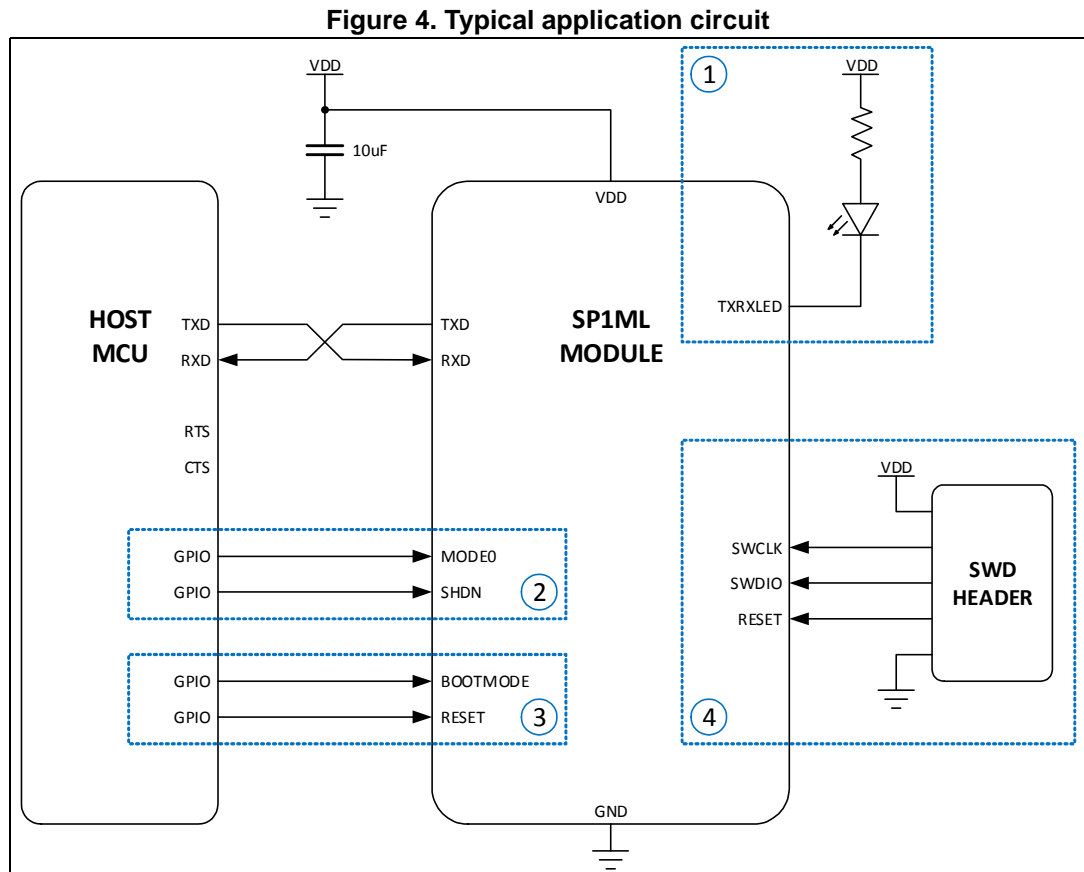 Figure 4. Typical application circuit
VDD
10uF
1
VDD
VDD
TXRXLED
HOST
MCU
TXD
RXD
RTS
CTS
TXD
RXD
SP1ML
MODULE
GPIO
MODE0
GPIO
SHDN
2
GPIO
BOOTMODE
GPIO
RESET
3
VDD
SWCLK
SWDIO
RESET
SWD
HEADER
4
GND